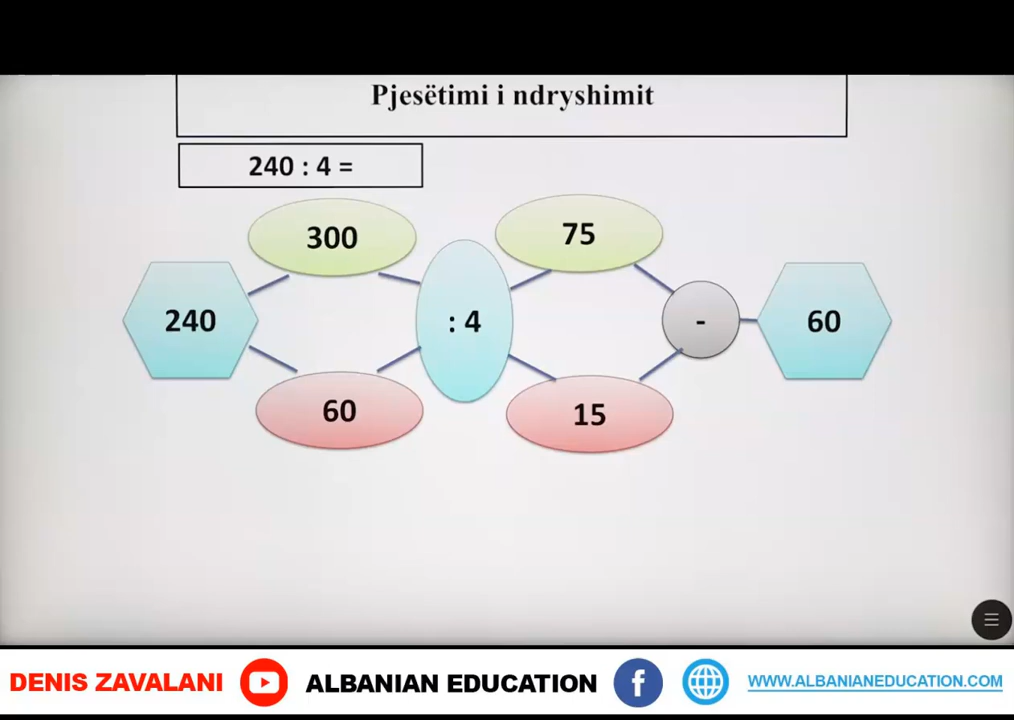 Pjesëtimi i ndryshimit
240 : 4 =
300
75
240
: 4
-
60
60
15
DENIS ZAVALANI
ALBANIAN EDUCATION
f
WWW.ALBANIANEDUCATION.COM